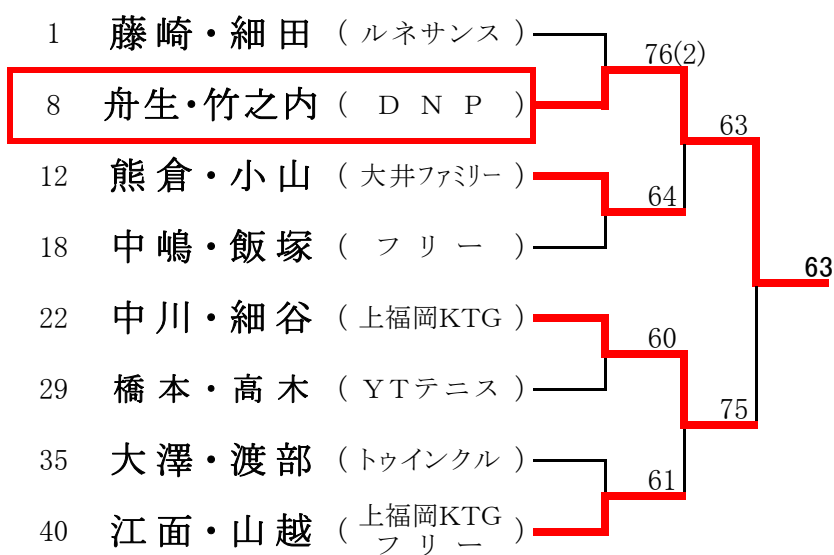 1 藤崎・細田 (ルネサンス)
76(2)
8 舟生・竹之内 (DNP)
63
12 熊倉・小山 (大井ファミリー)
64
18 中嶋・飯塚 (フリー)
63
22 中川・細谷 (上福岡KTG)
60
29 橋本・高木 (YTテニス)
75
35 大澤・渡部 (トゥインクル)
61
40 江面・山越 (上福岡KTG
フリー)